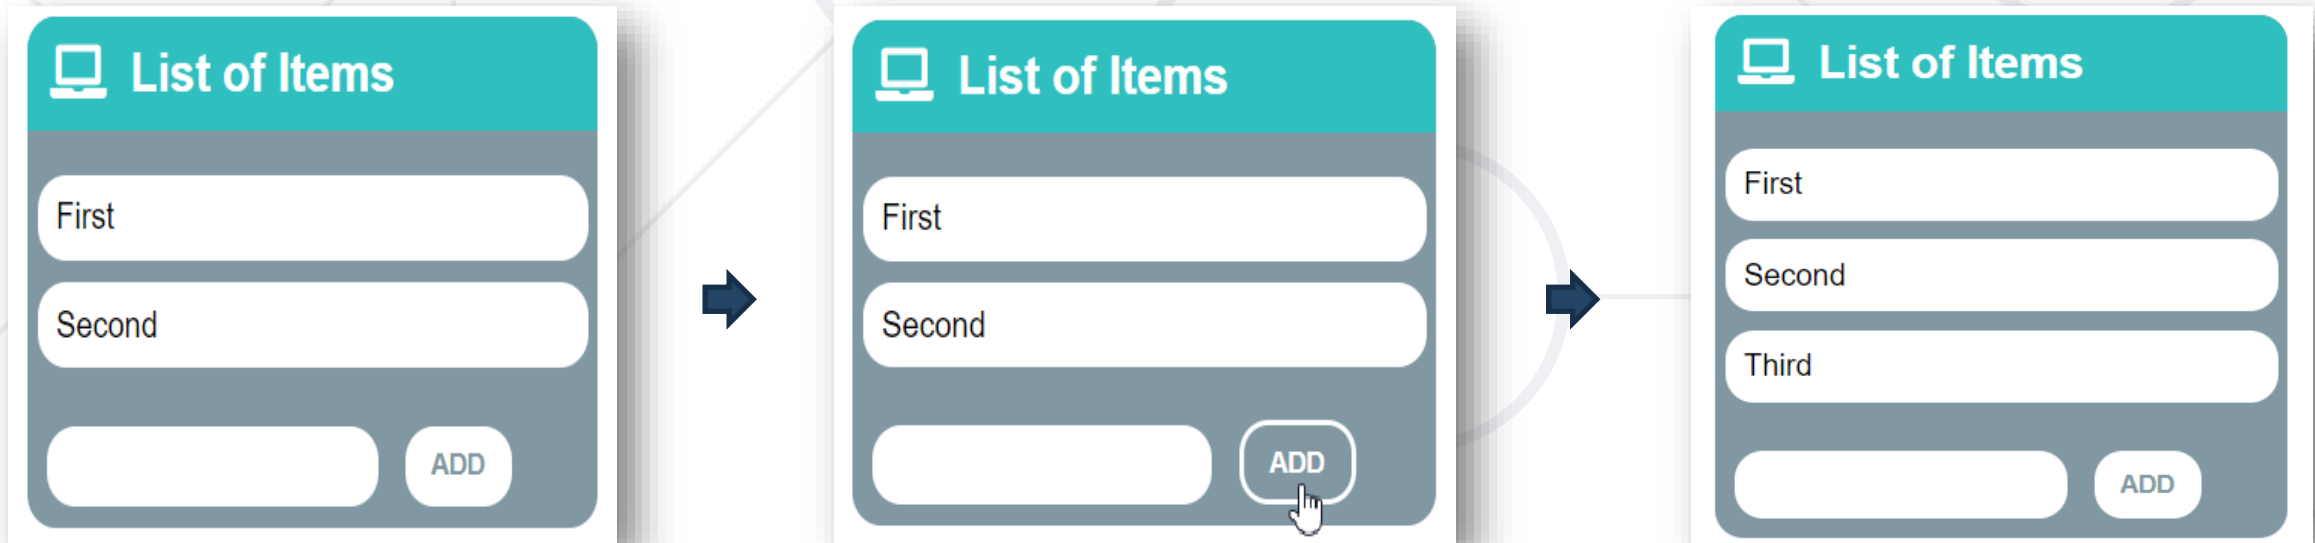 List of Items
First
Second
ADD
List of Items
First
Second
ADD
List of Items
First
Second
Third
ADD